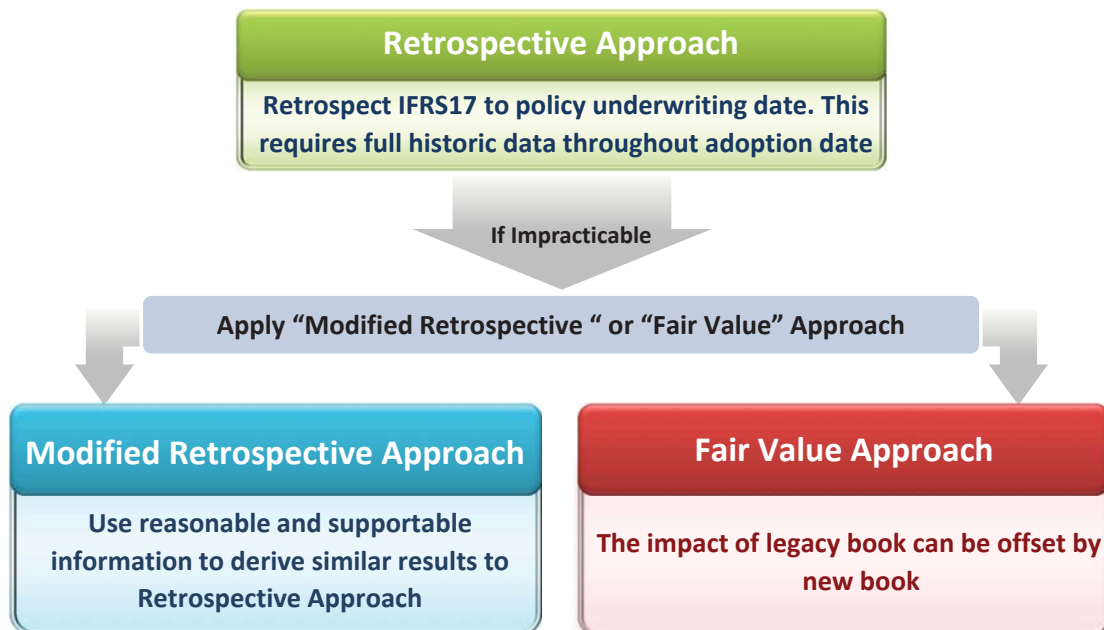 Retrospective Approach
Retrospect IFRS17 to policy underwriting date. This
requires full historic data throughout adoption date
If Impracticable
Apply “Modified Retrospective “ or “Fair Value” Approach
Modified Retrospective Approach
Use reasonable and supportable
information to derive similar results to
Retrospective Approach
Fair Value Approach
The impact of legacy book can be offset by
new book